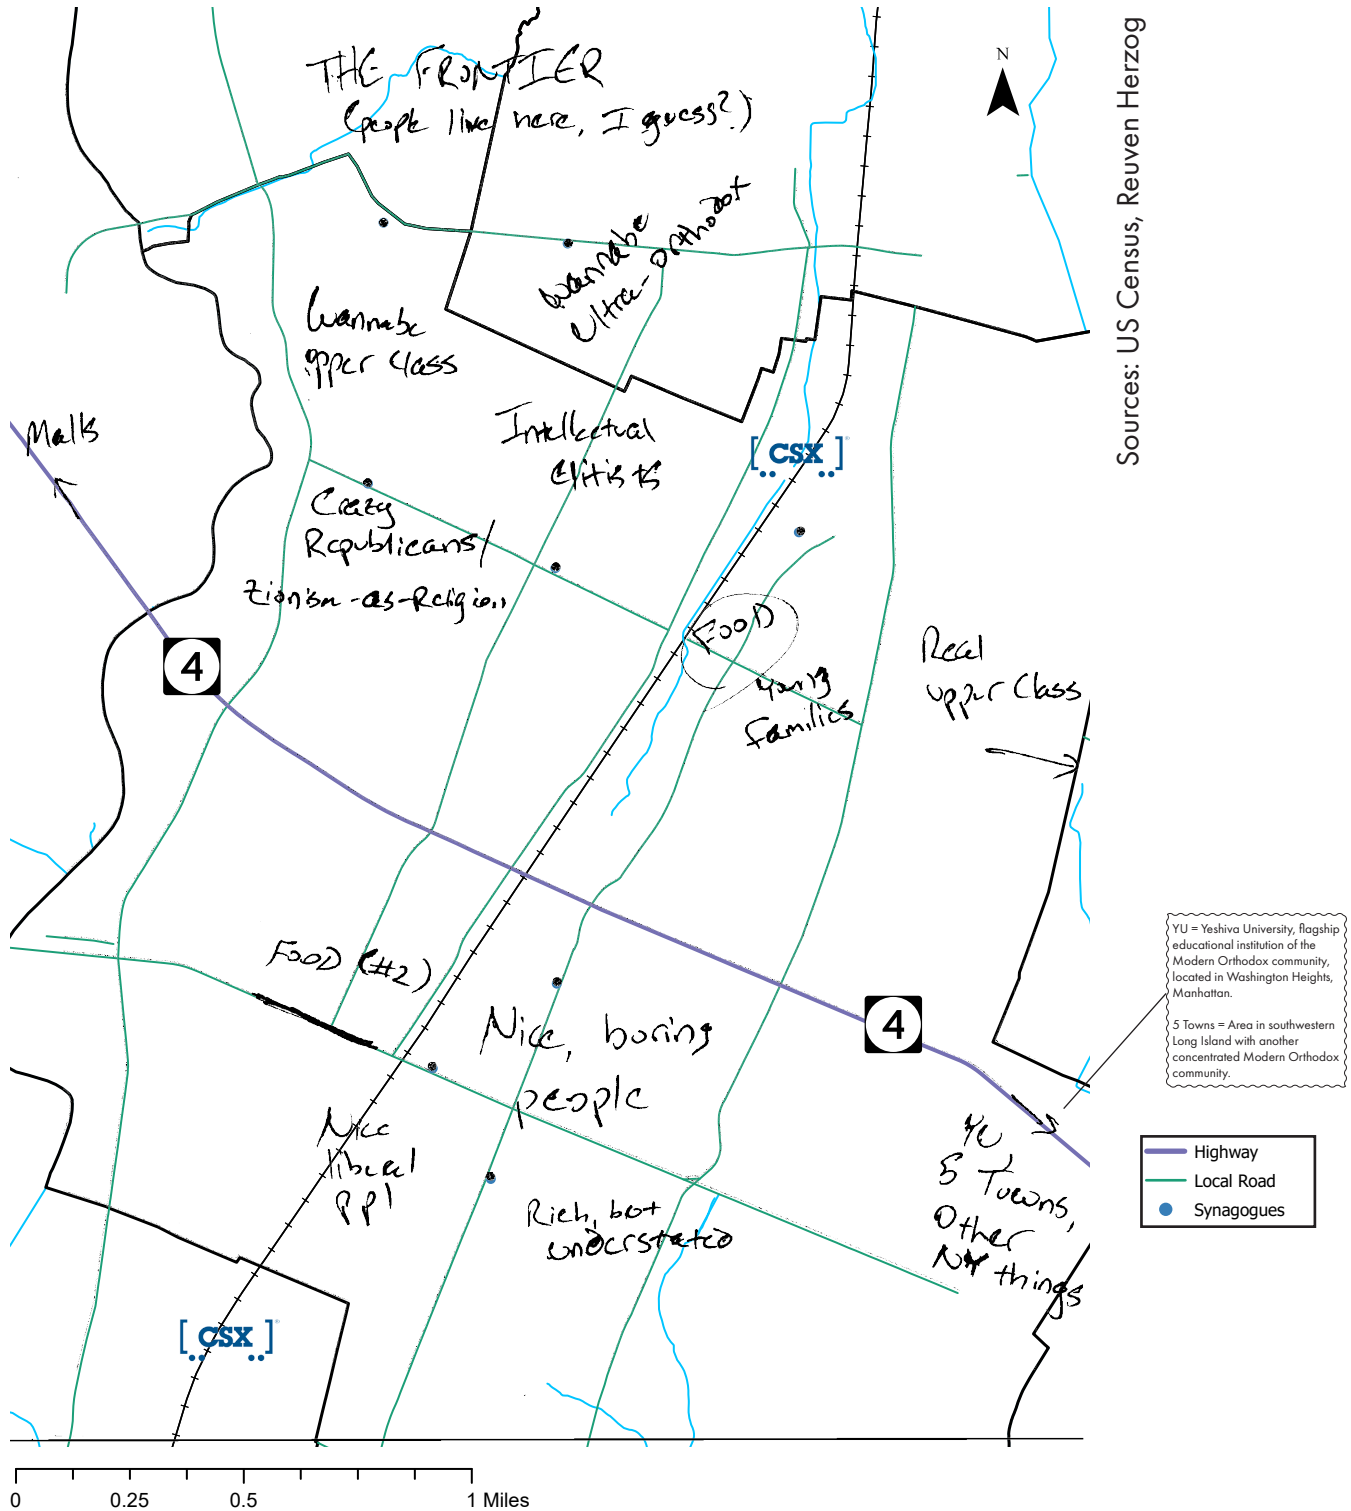 THE FRONTIER
(people live here, I guess?)
N
Sources: US Census, Reuven Herzog
Wannabe
Ultra-Orthodox
Wannabe
upper class
Malls
Intellectual
elitists
CSX
Crazy
Republicans/
Zionism-as-Religion
FOOD
Young
Families
Real
upper Class
4
FOOD (#2)
Nice, boring
people
4
YU = Yeshiva University, flagship
educational institution of the
Modern Orthodox community,
located in Washington Heights,
Manhattan.
5 Towns = Area in southwestern
Long Island with another
concentrated Modern Orthodox
community.
Nice
liberal
ppl
YU
5 Towns,
Other
NY things
Rich, but
understated
Highway
Local Road
Synagogues
CSX
0 0.25 0.5 1 Miles